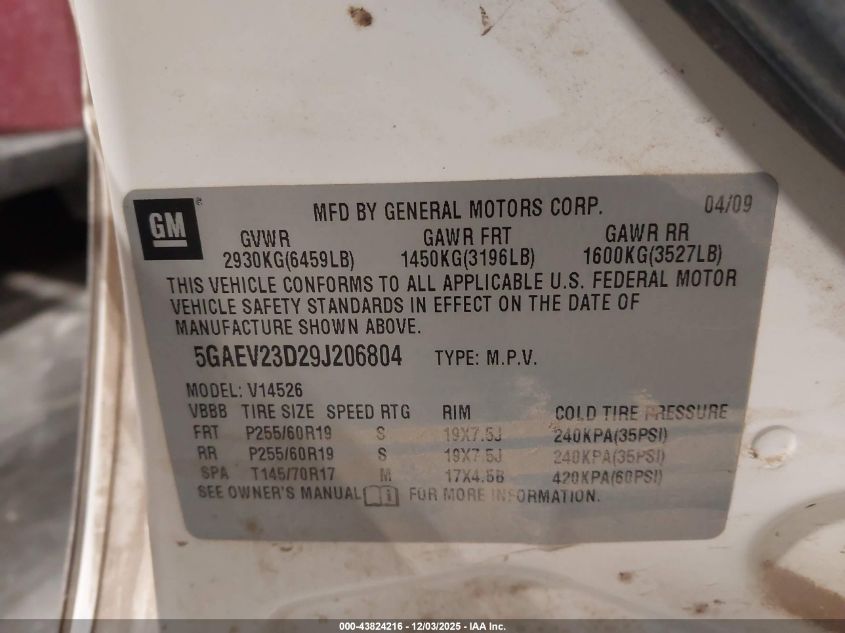 GM
MFD BY GENERAL MOTORS CORP. 04/09
GVWR GAWR FRT GAWR RR
2930KG(6459LB) 1450KG(3196LB) 1600KG(3527LB)
THIS VEHICLE CONFORMS TO ALL APPLICABLE U.S. FEDERAL MOTOR
VEHICLE SAFETY STANDARDS IN EFFECT ON THE DATE OF
MANUFACTURE SHOWN ABOVE.
5GAEV23D29J206804 TYPE: M.P.V.
MODEL: V14526
VBBB TIRE SIZE SPEED RTG RIM COLD TIRE PRESSURE
FRT P255/60R19 S 19X7.5J 240KPA(35PSI)
RR P255/60R19 S 19X7.5J 240KPA(35PSI)
SPA T145/70R17 M 17X4.5B 420KPA(60PSI)
SEE OWNER'S MANUAL FOR MORE INFORMATION.
000-43824216 - 12/03/2025 - IAA Inc.